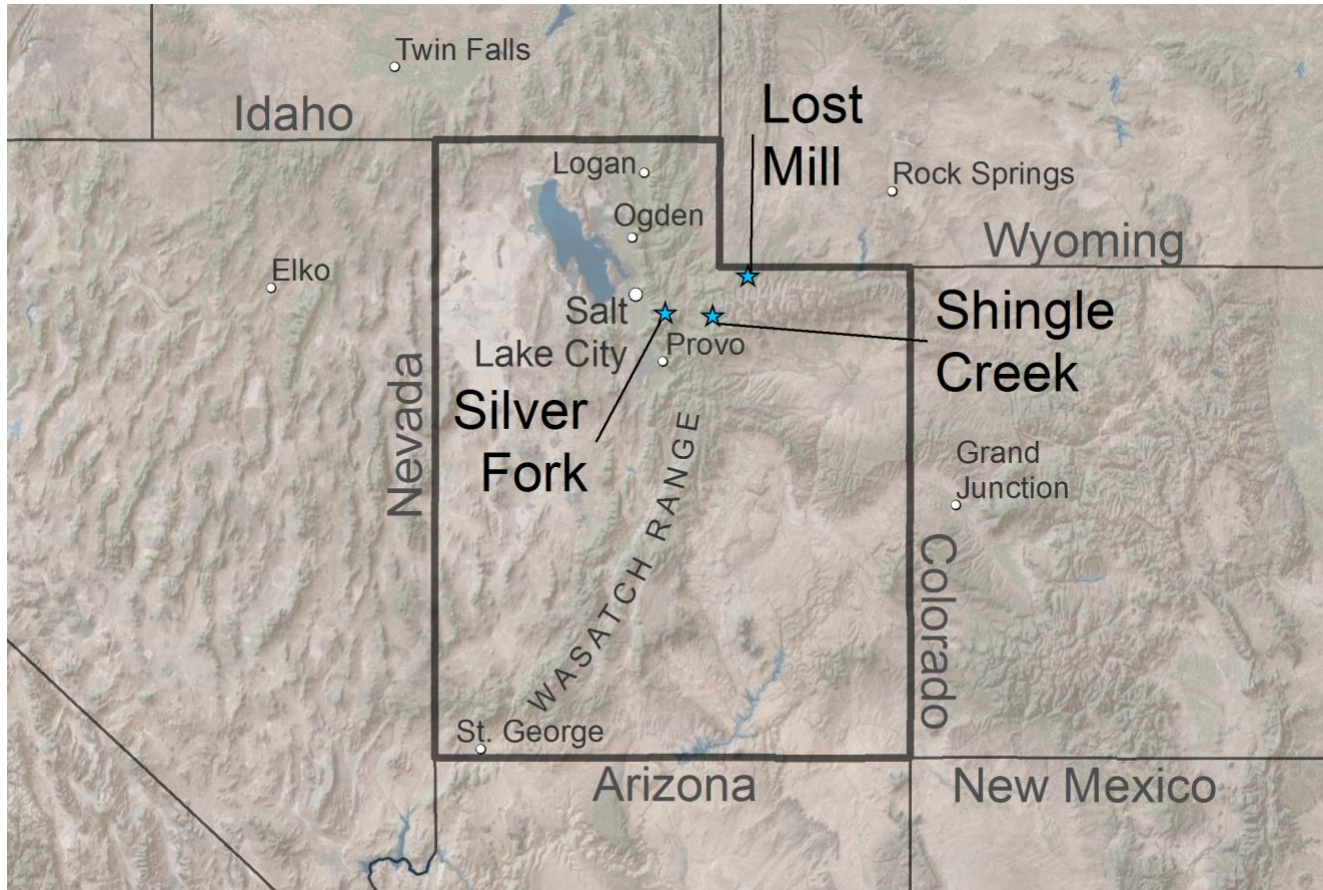 Twin Falls
Idaho
Lost
Mill
Logan
Rock Springs
Ogden
Wyoming
Elko
Salt
Lake City
Shingle
Creek
Provo
Silver
Fork
Nevada
WASATCH RANGE
Grand
Junction
Colorado
St. George
Arizona
New Mexico